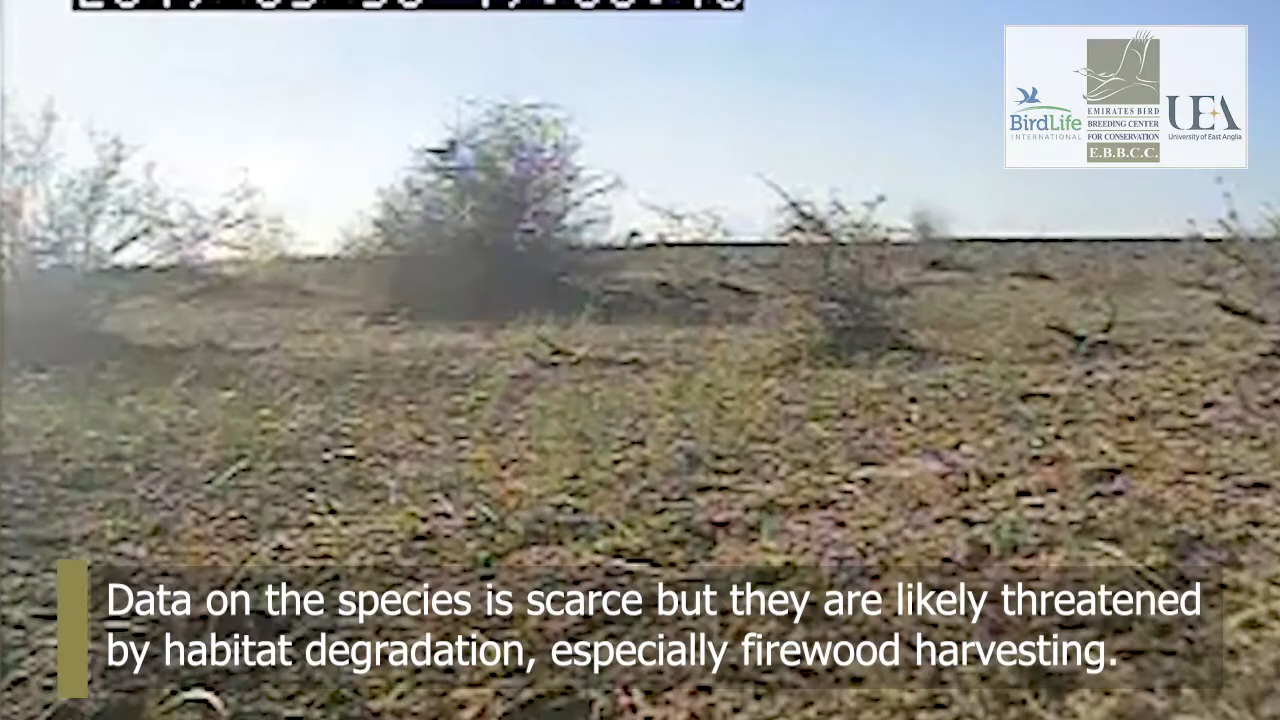 BirdLife
INTERNATIONAL
EMIRATES BIRD
BREEDING CENTER
FOR CONSERVATION
E.B.B.C.C.
UEA
University of East Anglia
Data on the species is scarce but they are likely threatened
by habitat degradation, especially firewood harvesting.